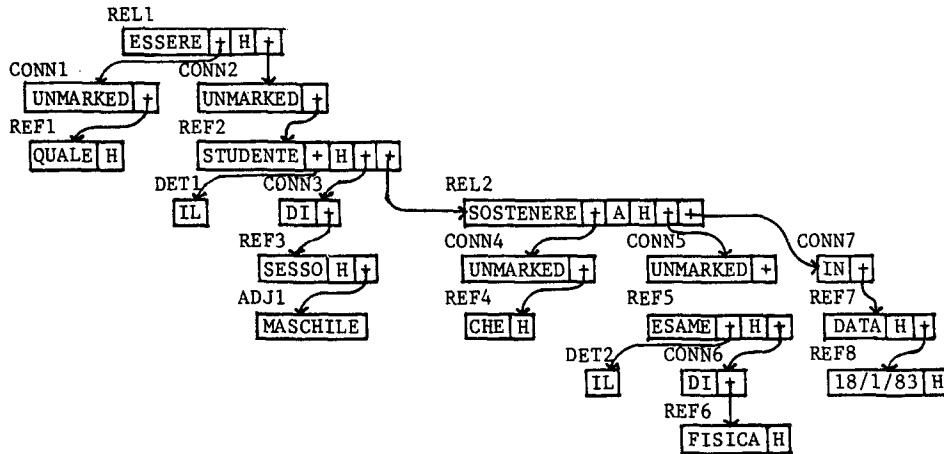 REL1
ESSERE + H +
CONN1 CONN2
UNMARKED + UNMARKED +
REF1 REF2
QUALE H STUDENTE + H + +
DET1 CONN3 REL2
IL DI + SOSTENERE + A H + +
REF3 CONN4 CONN5 CONN7
SESSO H + UNMARKED + UNMARKED + IN +
ADJ1 REF4 REF5 REF7
MASCHILE CHE H ESAME + H + DATA H +
DET2 CONN6 REF8
IL DI + 18/1/83 H
REF6
FISICA H